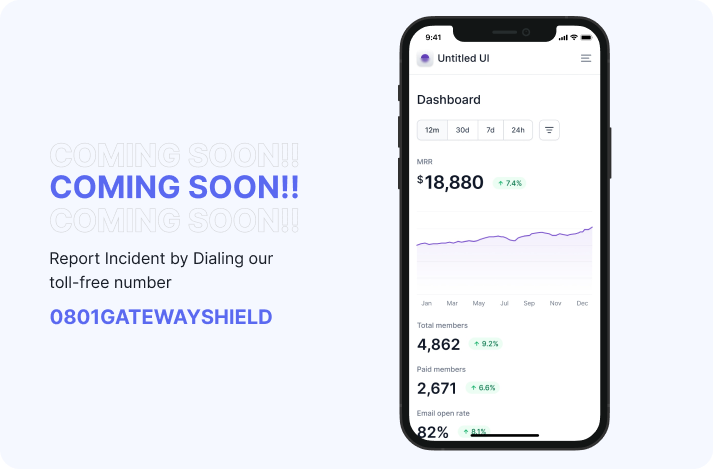 COMING SOON!!
COMING SOON!!
COMING SOON!!
Report Incident by Dialing our
toll-free number
0801GATEWAYSHIELD
9:41
Untitled UI
Dashboard
12m 30d 7d 24h
MRR
$18,880 ↑ 7.4%
Jan Mar May Jul Sep Nov Dec
Total members
4,862 ↑ 9.2%
Paid members
2,671 ↑ 6.6%
Email open rate
82% ↑ 8.1%